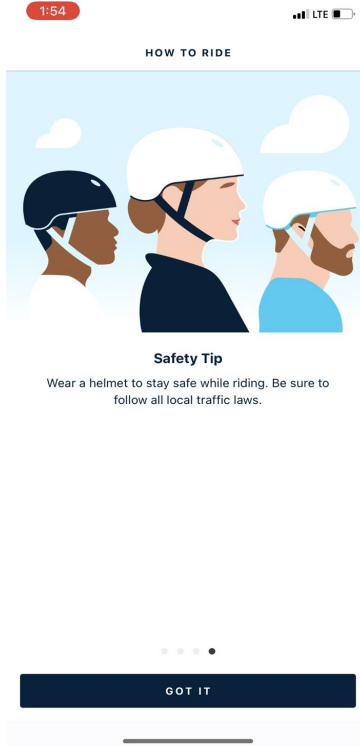 1:54
LTE
HOW TO RIDE
Safety Tip
Wear a helmet to stay safe while riding. Be sure to
follow all local traffic laws.
GOT IT